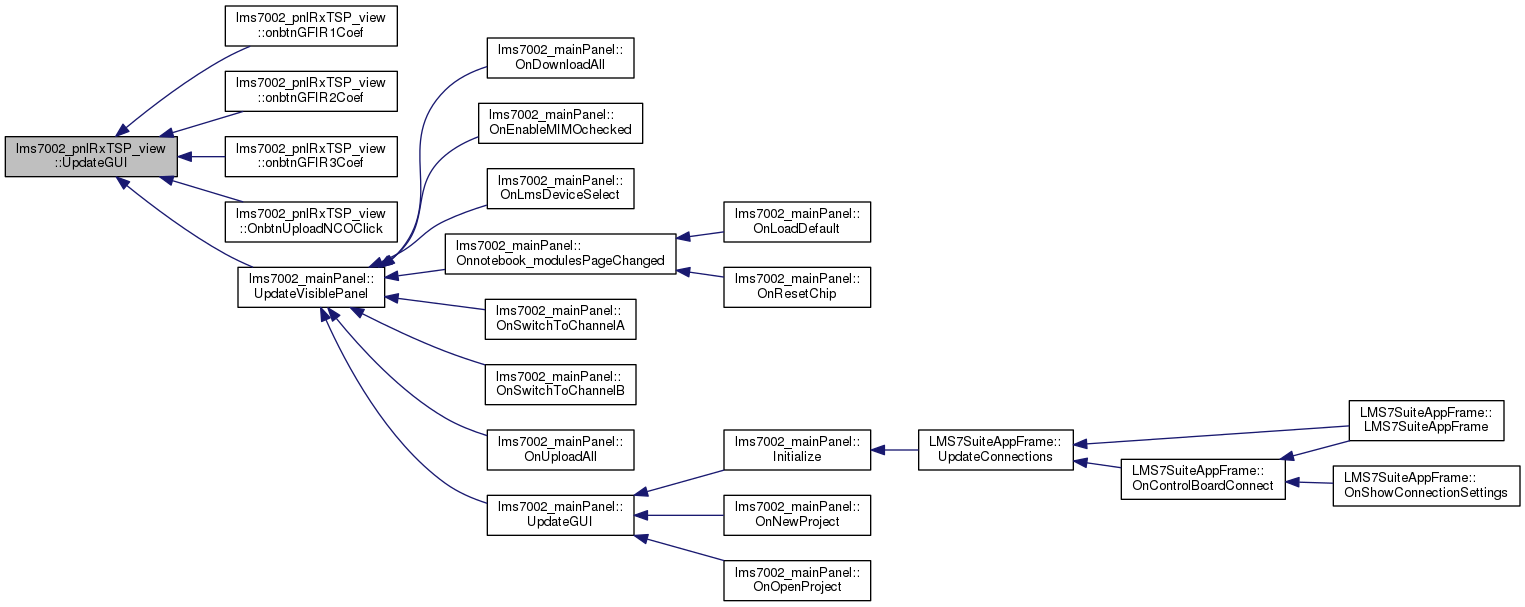 lms7002_pnlRxTSP_view
::UpdateGUI
lms7002_pnlRxTSP_view
::onbtnGFIR1Coef
lms7002_pnlRxTSP_view
::onbtnGFIR2Coef
lms7002_pnlRxTSP_view
::onbtnGFIR3Coef
lms7002_pnlRxTSP_view
::OnbtnUploadNCOClick
lms7002_mainPanel::
UpdateVisiblePanel
lms7002_mainPanel::
OnDownloadAll
lms7002_mainPanel::
OnEnableMIMOchecked
lms7002_mainPanel::
OnLmsDeviceSelect
lms7002_mainPanel::
Onnotebook_modulesPageChanged
lms7002_mainPanel::
OnLoadDefault
lms7002_mainPanel::
OnResetChip
lms7002_mainPanel::
OnSwitchToChannelA
lms7002_mainPanel::
OnSwitchToChannelB
lms7002_mainPanel::
OnUploadAll
lms7002_mainPanel::
UpdateGUI
lms7002_mainPanel::
Initialize
lms7002_mainPanel::
OnNewProject
lms7002_mainPanel::
OnOpenProject
LMS7SuiteAppFrame::
UpdateConnections
LMS7SuiteAppFrame::
OnControlBoardConnect
LMS7SuiteAppFrame::
LMS7SuiteAppFrame
LMS7SuiteAppFrame::
OnShowConnectionSettings